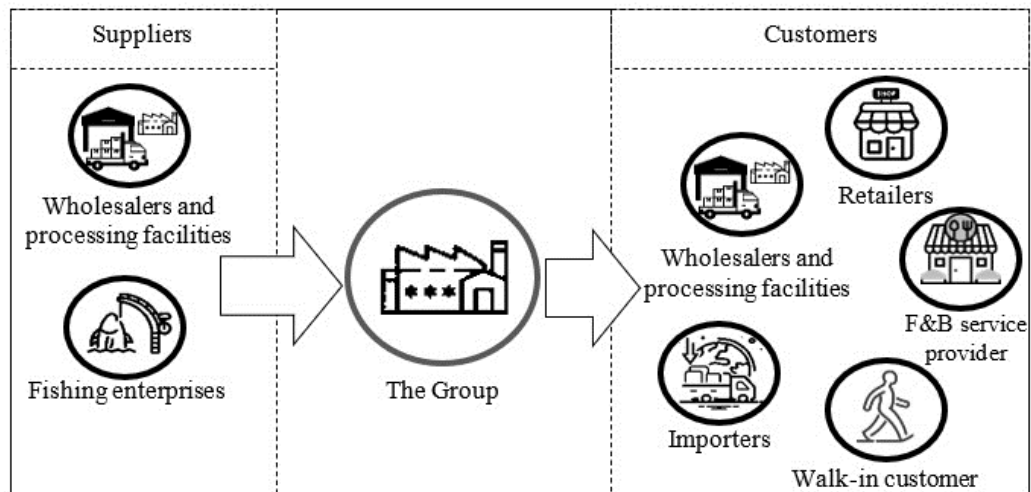 Suppliers
Wholesalers and
processing facilities
Fishing enterprises
The Group
Customers
SHOP
Retailers
Wholesalers and
processing facilities
F&B service
provider
Importers
Walk-in customer